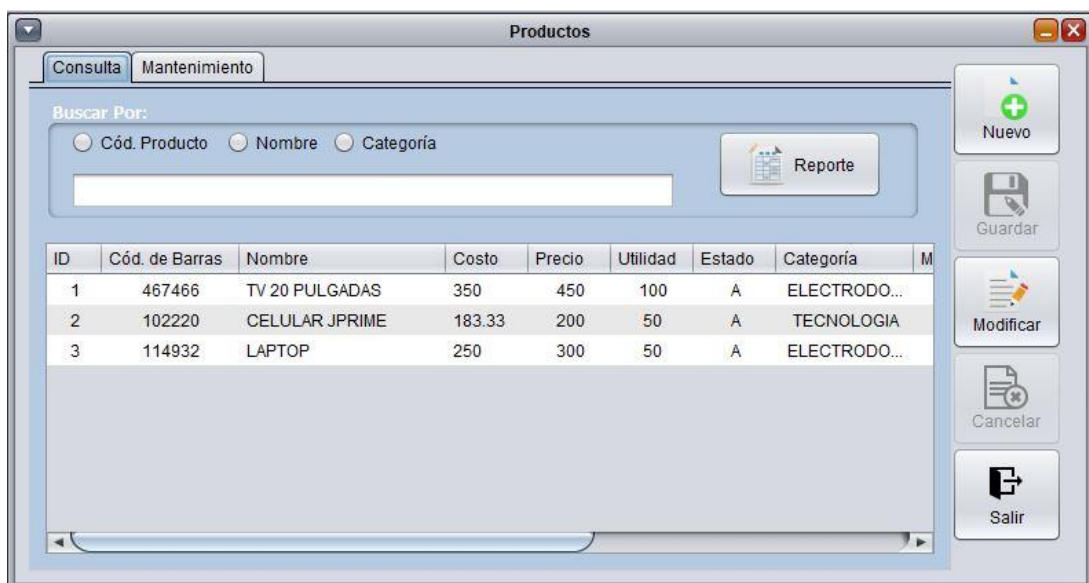 Productos
Consulta Mantenimiento
Buscar Por:
Cód. Producto Nombre Categoría
Reporte
ID Cód. de Barras Nombre Costo Precio Utilidad Estado Categoría M
1 467466 TV 20 PULGADAS 350 450 100 A ELECTRODO...
2 102220 CELULAR JPRIME 183.33 200 50 A TECNOLOGIA
3 114932 LAPTOP 250 300 50 A ELECTRODO...
Nuevo
Guardar
Modificar
Cancelar
Salir